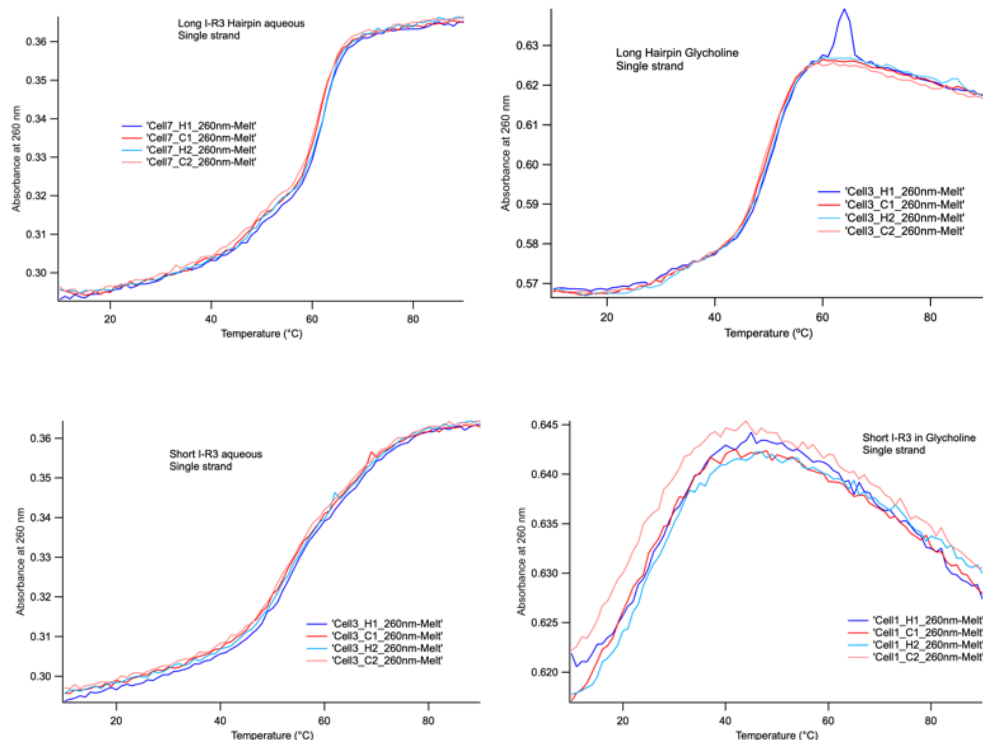 Long I-R3 Hairpin aqueous
Single strand
'Cell7_H1_260nm-Melt'
'Cell7_C1_260nm-Melt'
'Cell7_H2_260nm-Melt'
'Cell7_C2_260nm-Melt'
Absorbance at 260 nm
0.36
0.35
0.34
0.33
0.32
0.31
0.30
20
40
60
80
Temperature (°C)
Long Hairpin Glycholine
Single strand
'Cell3_H1_260nm-Melt'
'Cell3_C1_260nm-Melt'
'Cell3_H2_260nm-Melt'
'Cell3_C2_260nm-Melt'
Absorbance at 260 nm
0.63
0.62
0.61
0.60
0.59
0.58
0.57
20
40
60
80
Temperature (ºC)
Short I-R3 aqueous
Single strand
'Cell3_H1_260nm-Melt'
'Cell3_C1_260nm-Melt'
'Cell3_H2_260nm-Melt'
'Cell3_C2_260nm-Melt'
Absorbance at 260 nm
0.36
0.35
0.34
0.33
0.32
0.31
0.30
20
40
60
80
Temperature (°C)
Short I-R3 in Glycholine
Single strand
'Cell1_H1_260nm-Melt'
'Cell1_C1_260nm-Melt'
'Cell1_H2_260nm-Melt'
'Cell1_C2_260nm-Melt'
Absorbance at 260 nm
0.645
0.640
0.635
0.630
0.625
0.620
20
40
60
80
Temperature (°C)